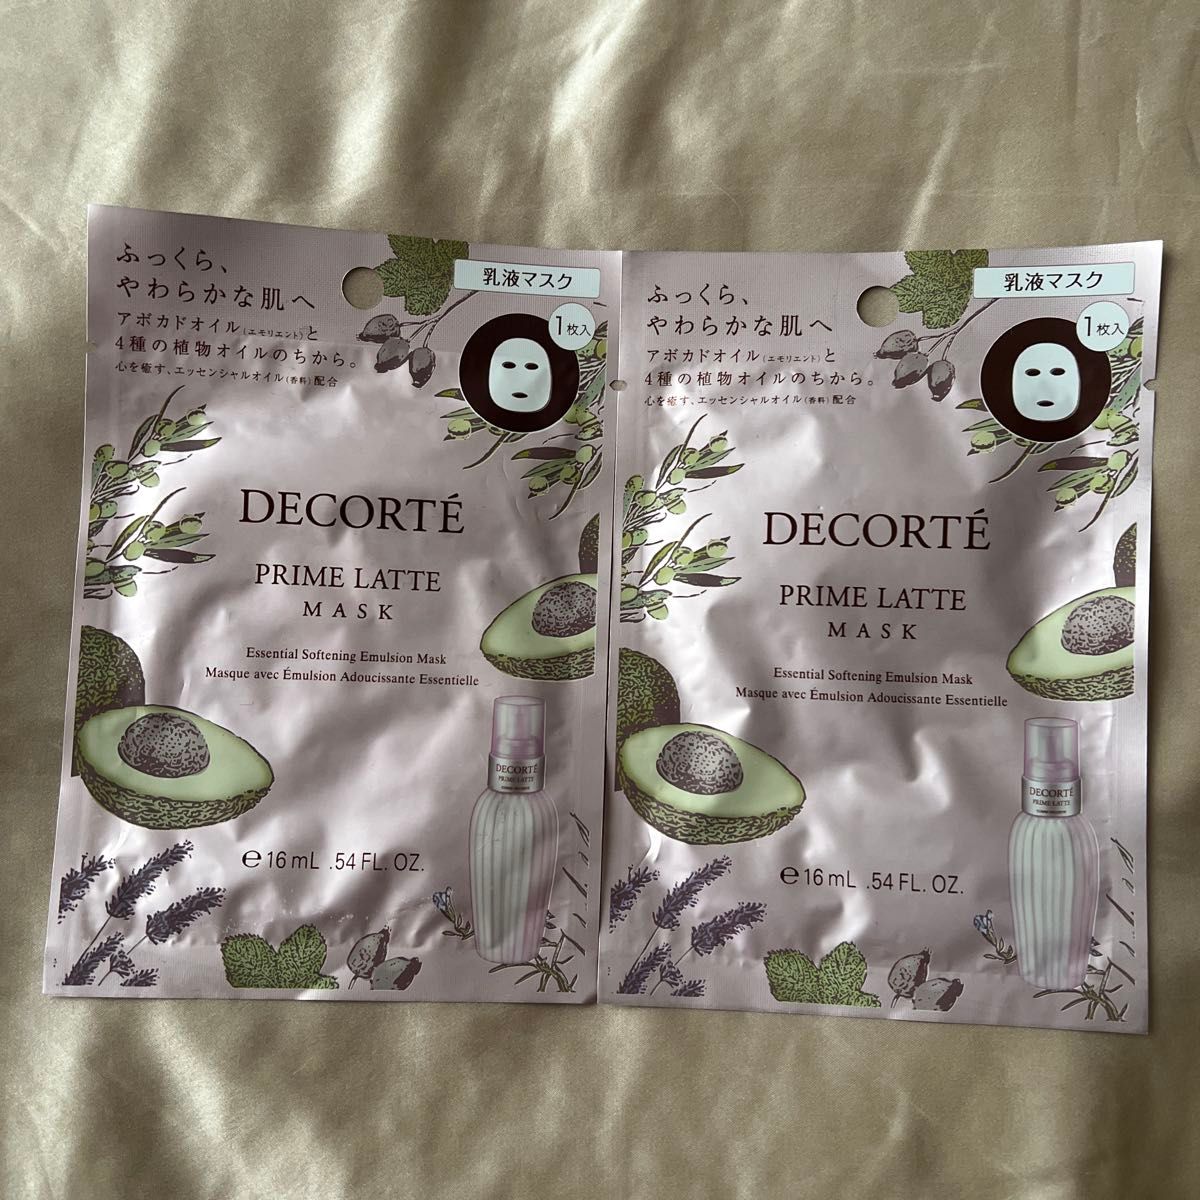 ふっくら、
やわらかな肌へ
アボカドオイル(エモリエント)と
4種の植物オイルのちから。
心を癒す、エッセンシャルオイル(香料)配合
乳液マスク
1枚入
DECORTÉ
PRIME LATTE
MASK
Essential Softening Emulsion Mask
Masque avec Émulsion Adoucissante Essentielle
DECORTÉ
PRIME LATTE
℮16 mL .54 FL. OZ.
ふっくら、
やわらかな肌へ
アボカドオイル(エモリエント)と
4種の植物オイルのちから。
心を癒す、エッセンシャルオイル(香料)配合
乳液マスク
1枚入
DECORTÉ
PRIME LATTE
MASK
Essential Softening Emulsion Mask
Masque avec Émulsion Adoucissante Essentielle
DECORTÉ
PRIME LATTE
℮16 mL .54 FL. OZ.